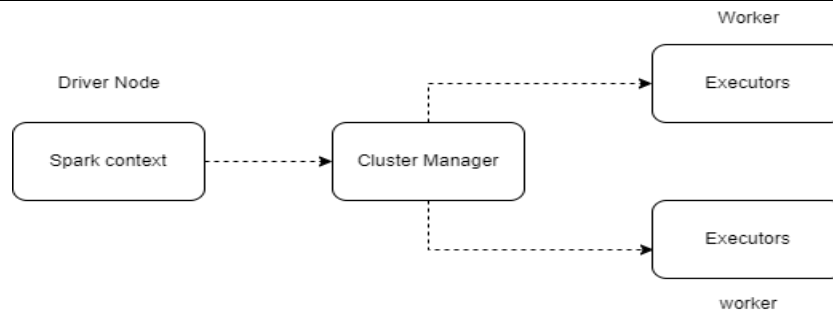 Worker
Driver Node
Executors
Spark context
Cluster Manager
Executors
worker